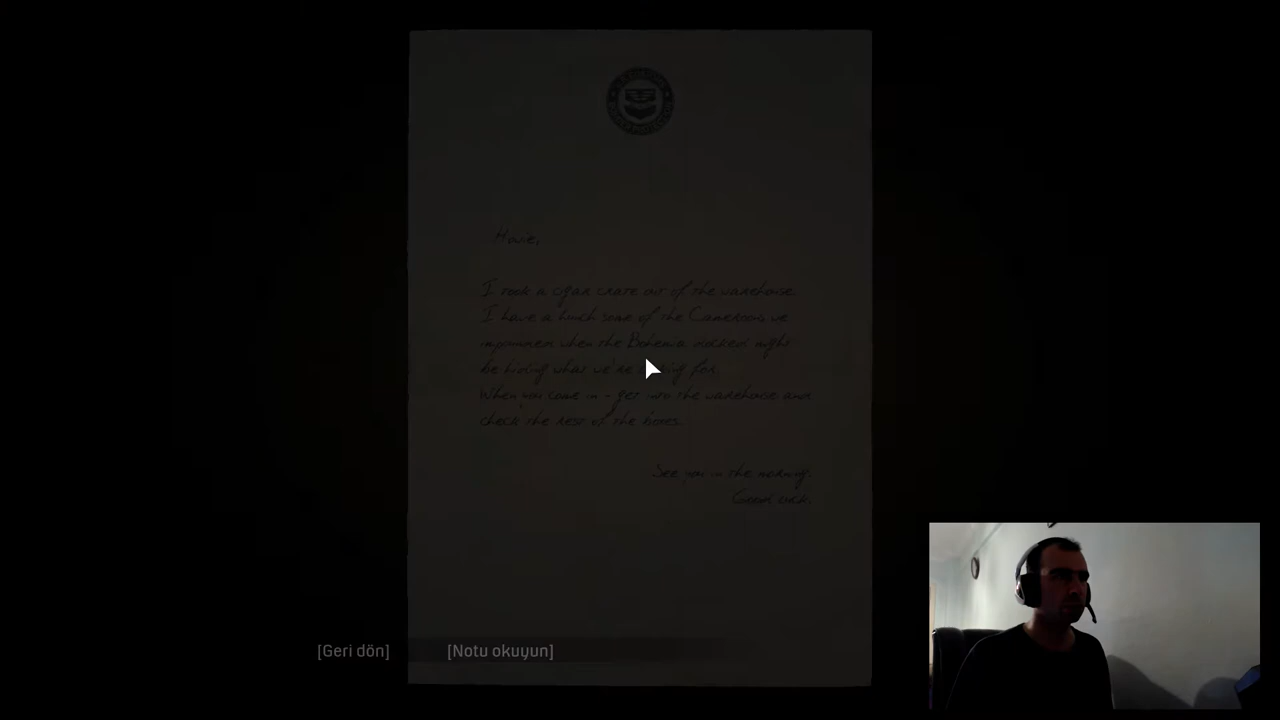 Howie,
I took a cigar crate out of the warehouse.
I have a hunch some of the Cameroons we
impounded when the Bohemia docked might
be hiding what we're looking for.
When you come in - get into the warehouse and
check the rest of the boxes.
See you in the morning.
Good luck.
[Geri dön]
[Notu okuyun]